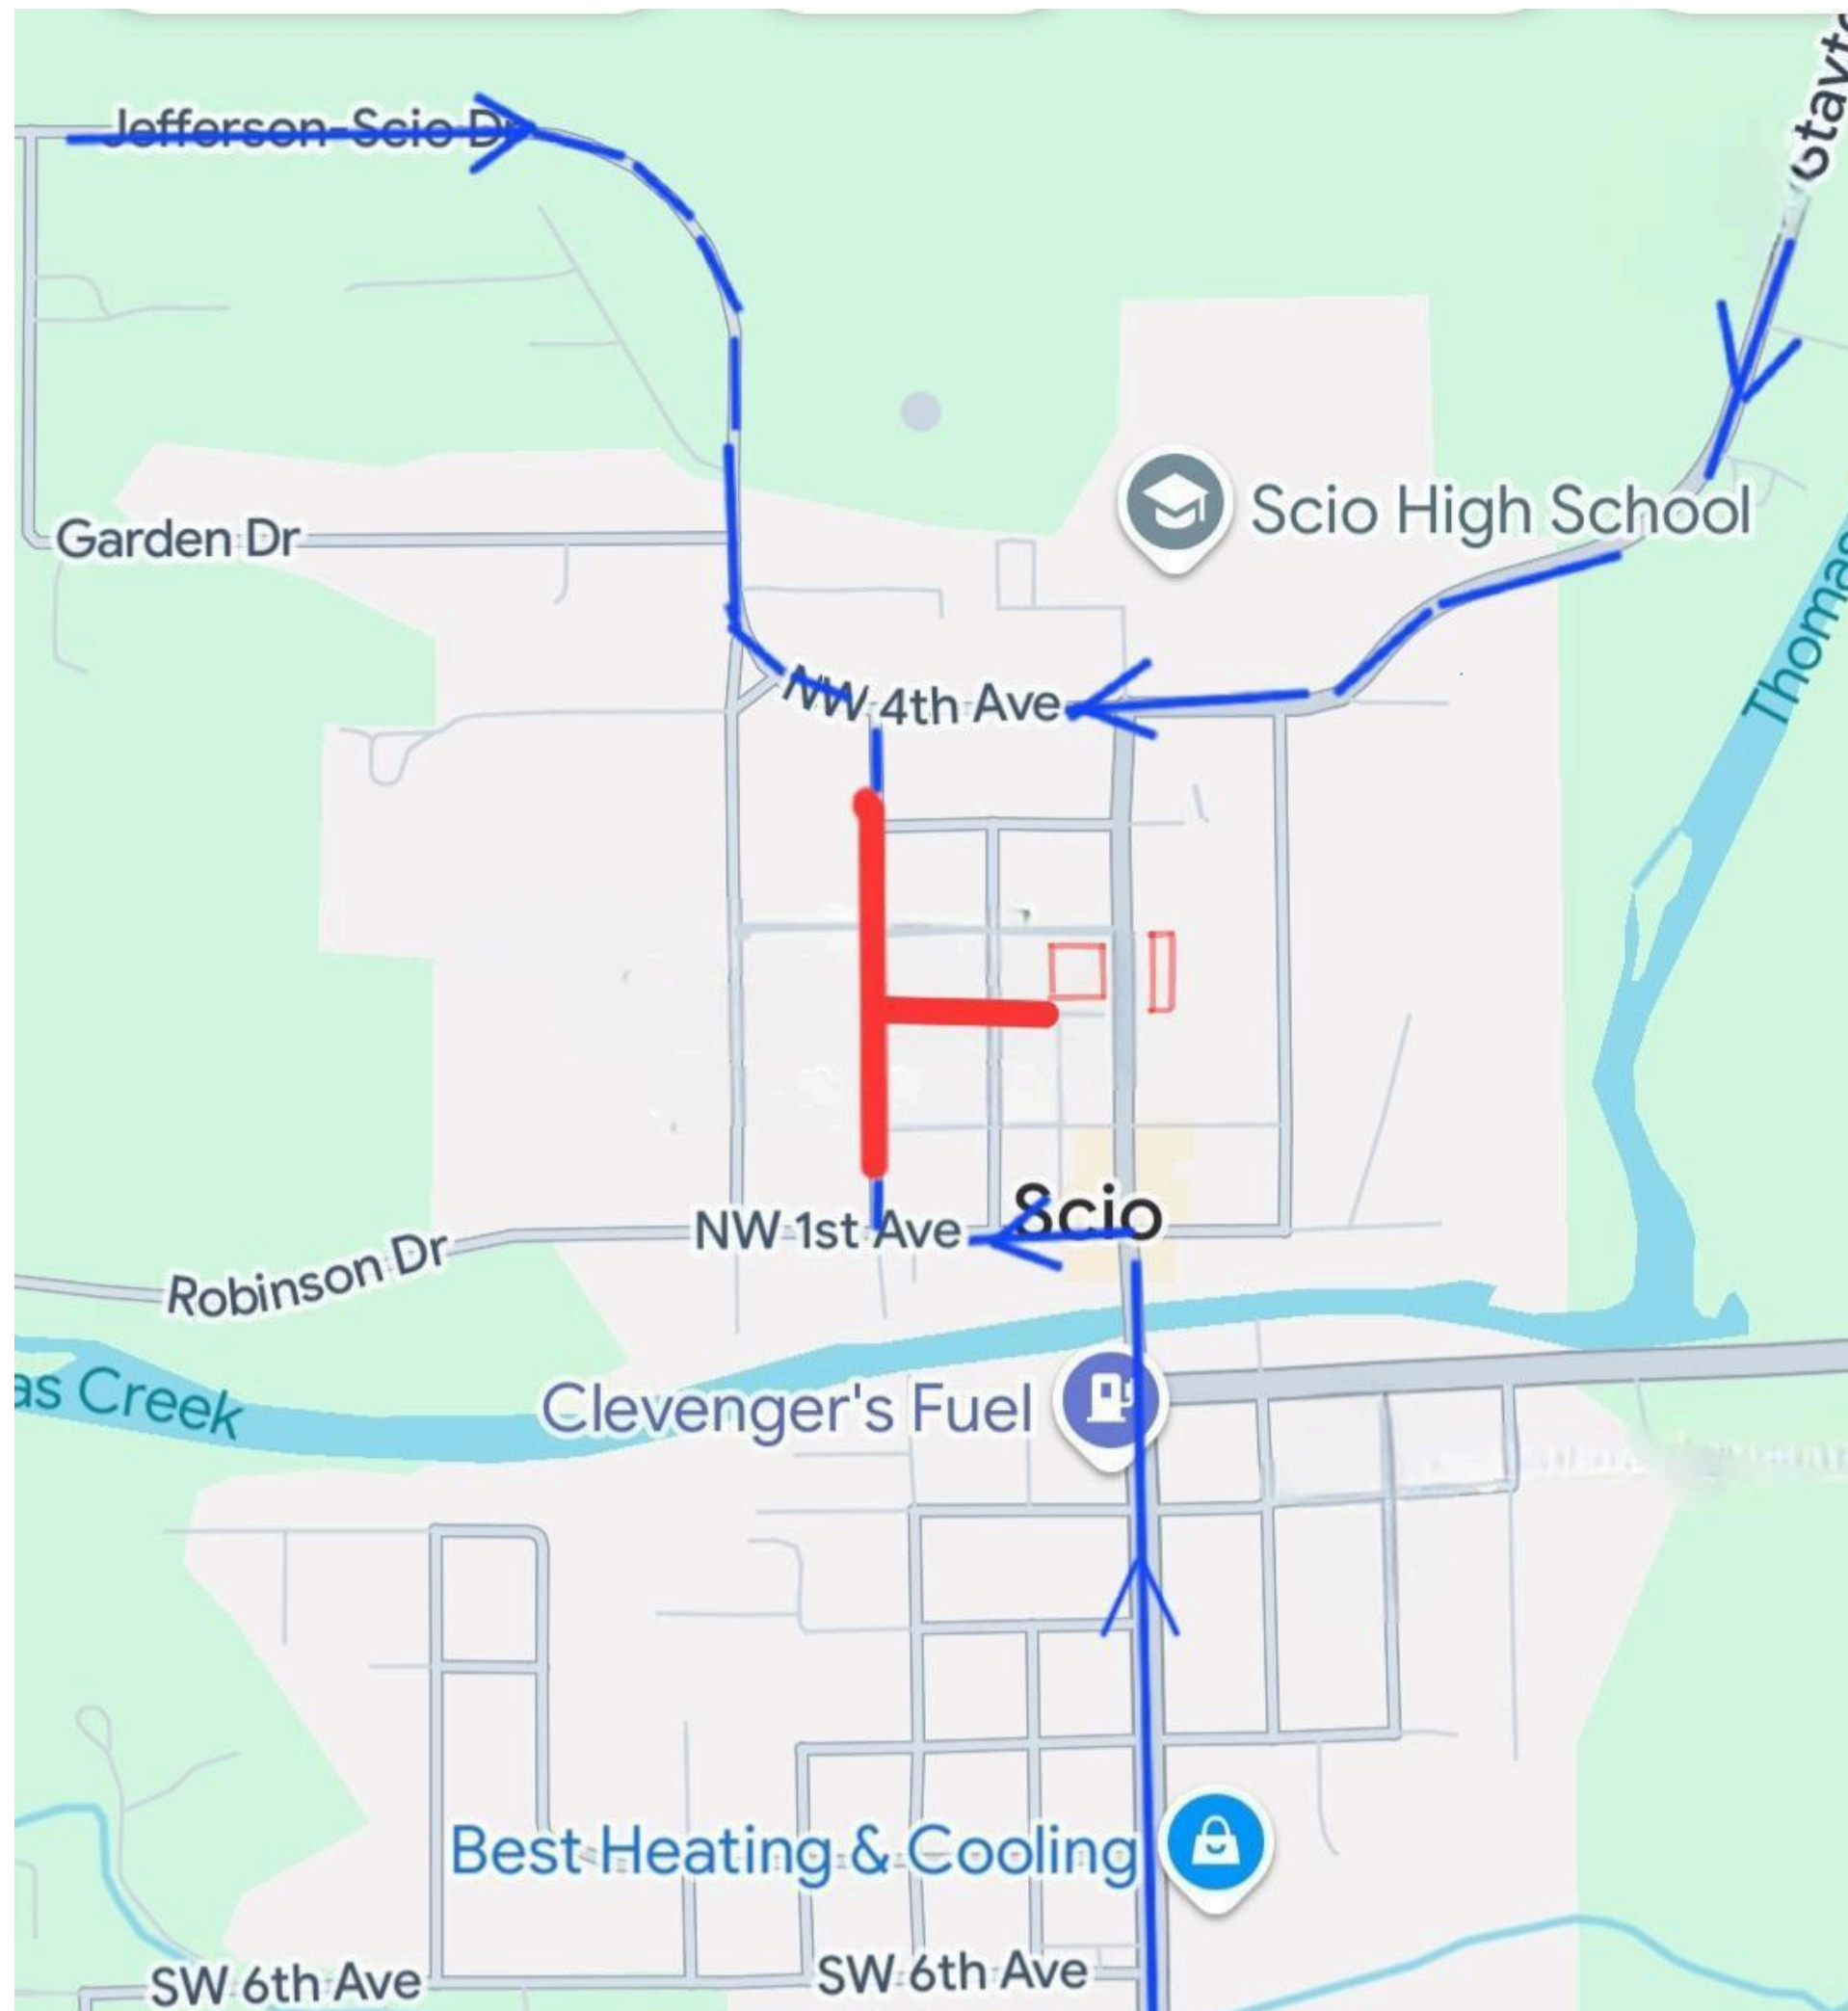 Jefferson-Scio Dr
Scio High School
Garden Dr
NW 4th Ave
Scio
NW 1st Ave
Robinson Dr
as Creek
Clevenger's Fuel
Best Heating & Cooling
SW 6th Ave
SW 6th Ave